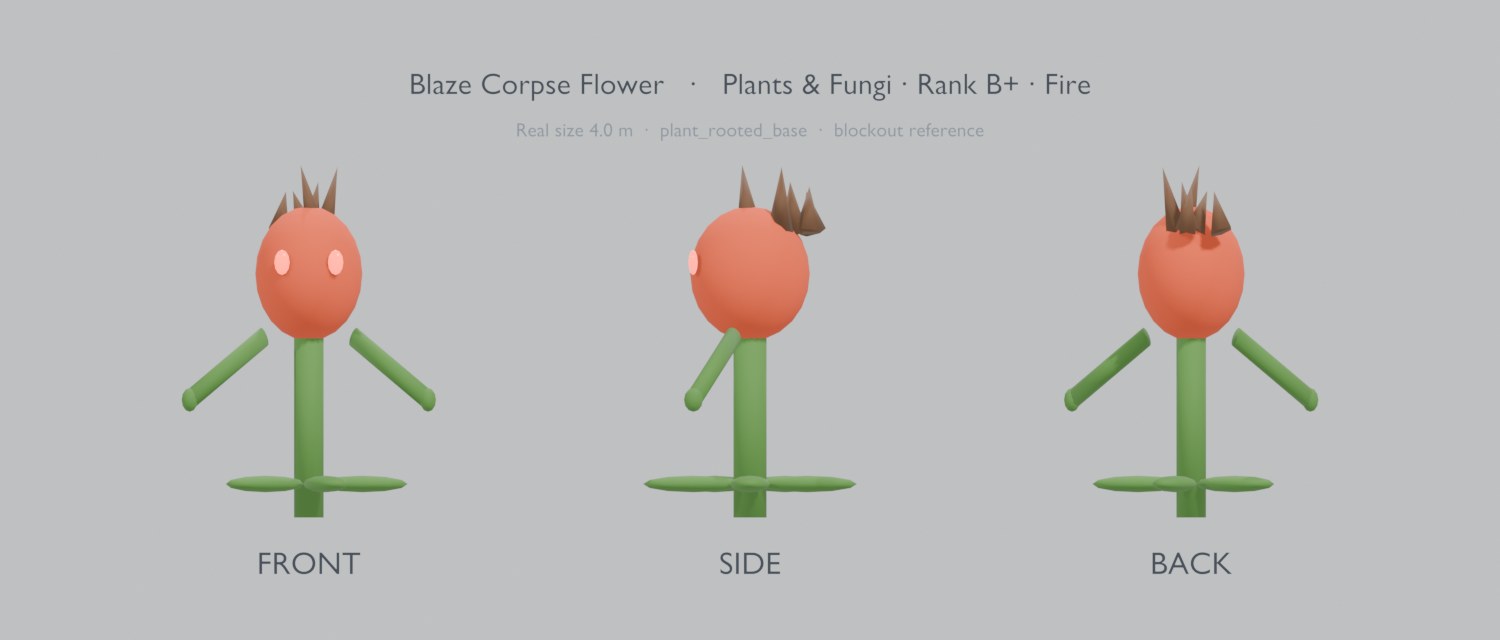 Blaze Corpse Flower · Plants & Fungi · Rank B+ · Fire
Real size 4.0 m · plant_rooted_base · blockout reference
FRONT
SIDE
BACK